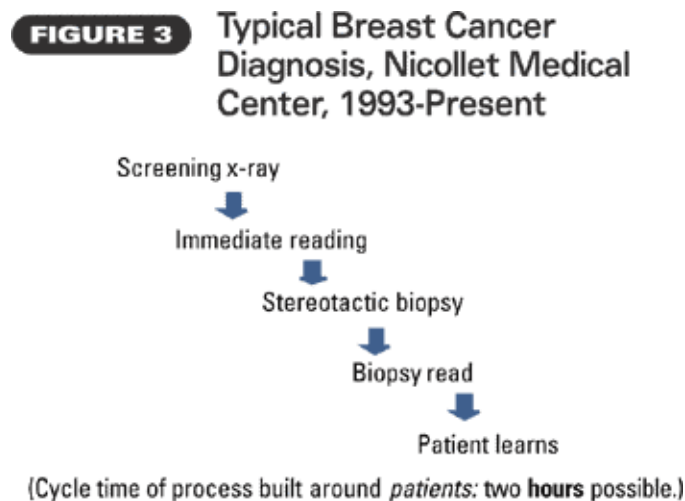 FIGURE 3
Typical Breast Cancer
Diagnosis, Nicollet Medical
Center, 1993-Present
Screening x-ray
Immediate reading
Stereotactic biopsy
Biopsy read
Patient learns
(Cycle time of process built around patients: two hours possible.)